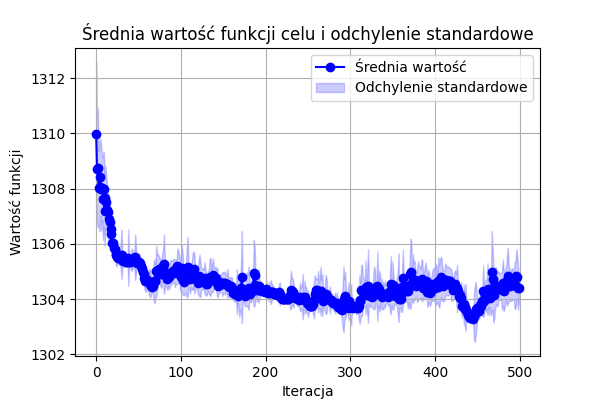 Średnia wartość funkcji celu i odchylenie standardowe
Średnia wartość
Odchylenie standardowe
Wartość funkcji
1312
1310
1308
1306
1304
1302
0 100 200 300 400 500
Iteracja